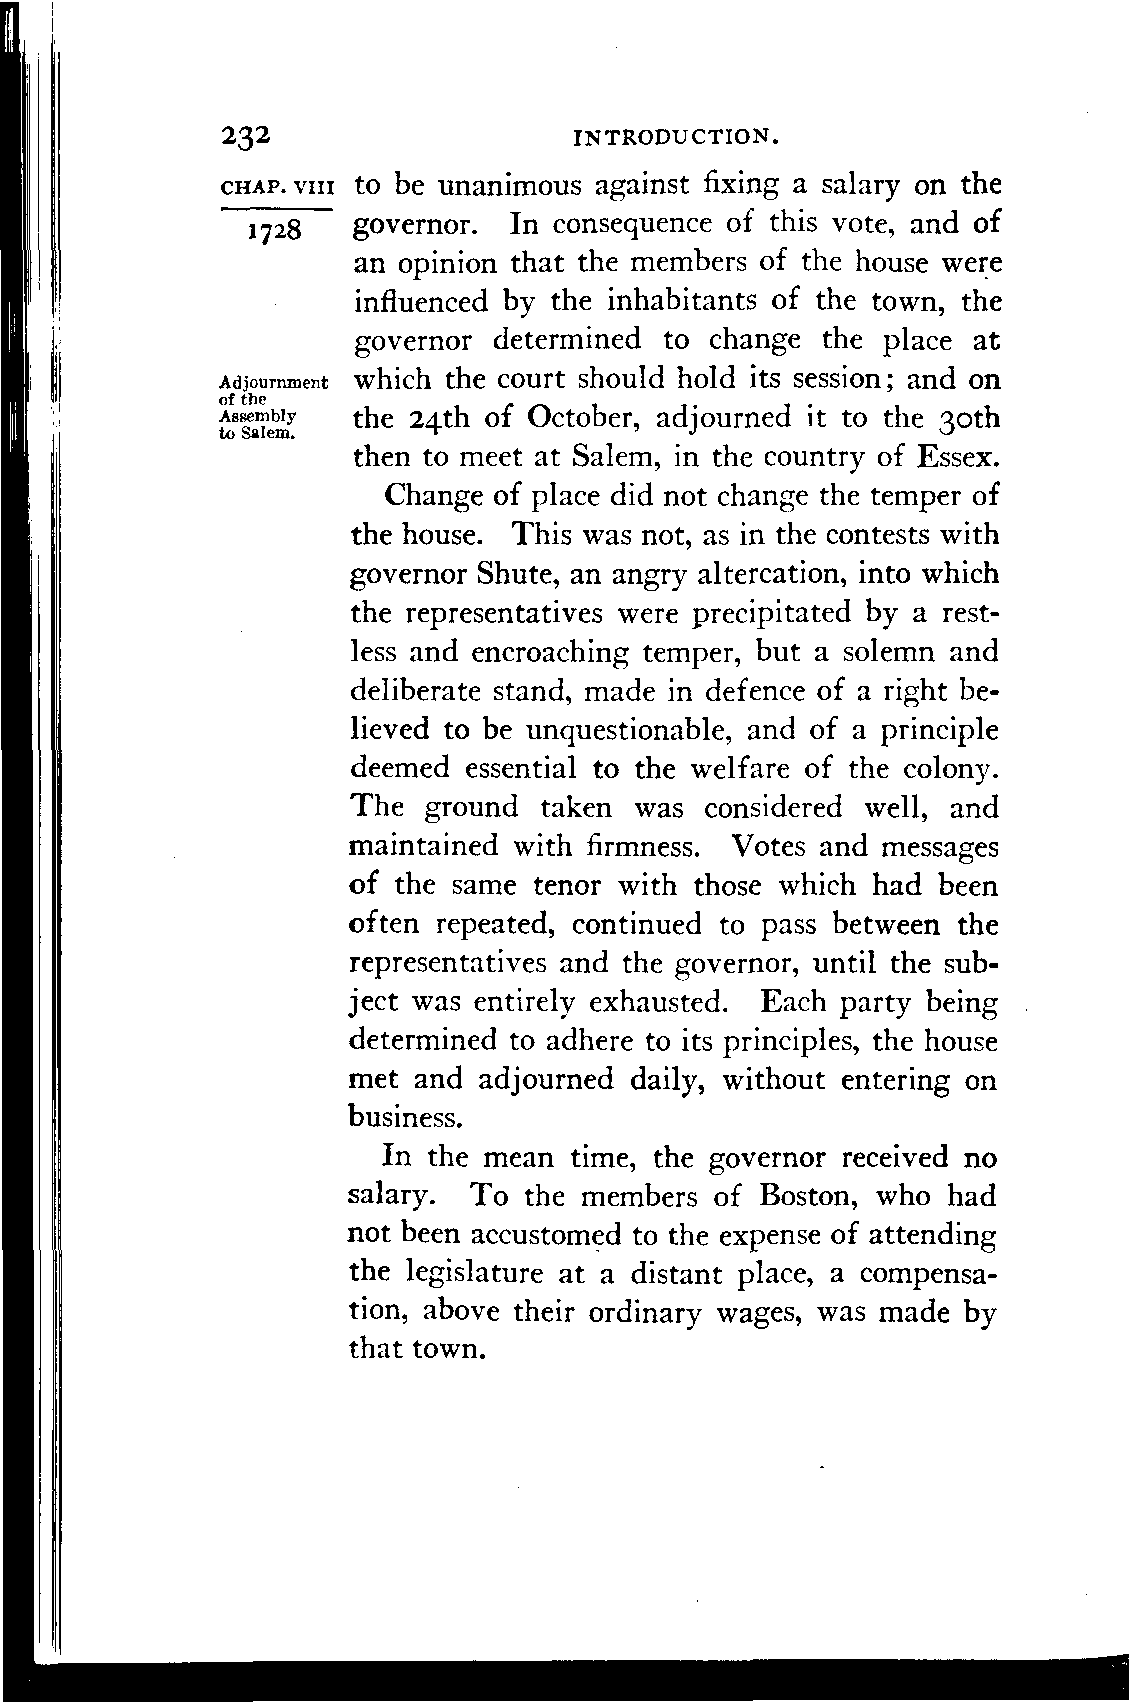 232 INTRODUCTION.
CHAP. VIII to be unanimous against fixing a salary on the
1728 governor. In consequence of this vote, and of
an opinion that the members of the house were
influenced by the inhabitants of the town, the
governor determined to change the place at
Adjournment which the court should hold its session; and on
of the
Assembly the 24th of October, adjourned it to the 30th
to Salem.
then to meet at Salem, in the country of Essex.
Change of place did not change the temper of
the house. This was not, as in the contests with
governor Shute, an angry altercation, into which
the representatives were precipitated by a rest-
less and encroaching temper, but a solemn and
deliberate stand, made in defence of a right be-
lieved to be unquestionable, and of a principle
deemed essential to the welfare of the colony.
The ground taken was considered well, and
maintained with firmness. Votes and messages
of the same tenor with those which had been
often repeated, continued to pass between the
representatives and the governor, until the sub-
ject was entirely exhausted. Each party being
determined to adhere to its principles, the house
met and adjourned daily, without entering on
business.
In the mean time, the governor received no
salary. To the members of Boston, who had
not been accustomed to the expense of attending
the legislature at a distant place, a compensa-
tion, above their ordinary wages, was made by
that town.